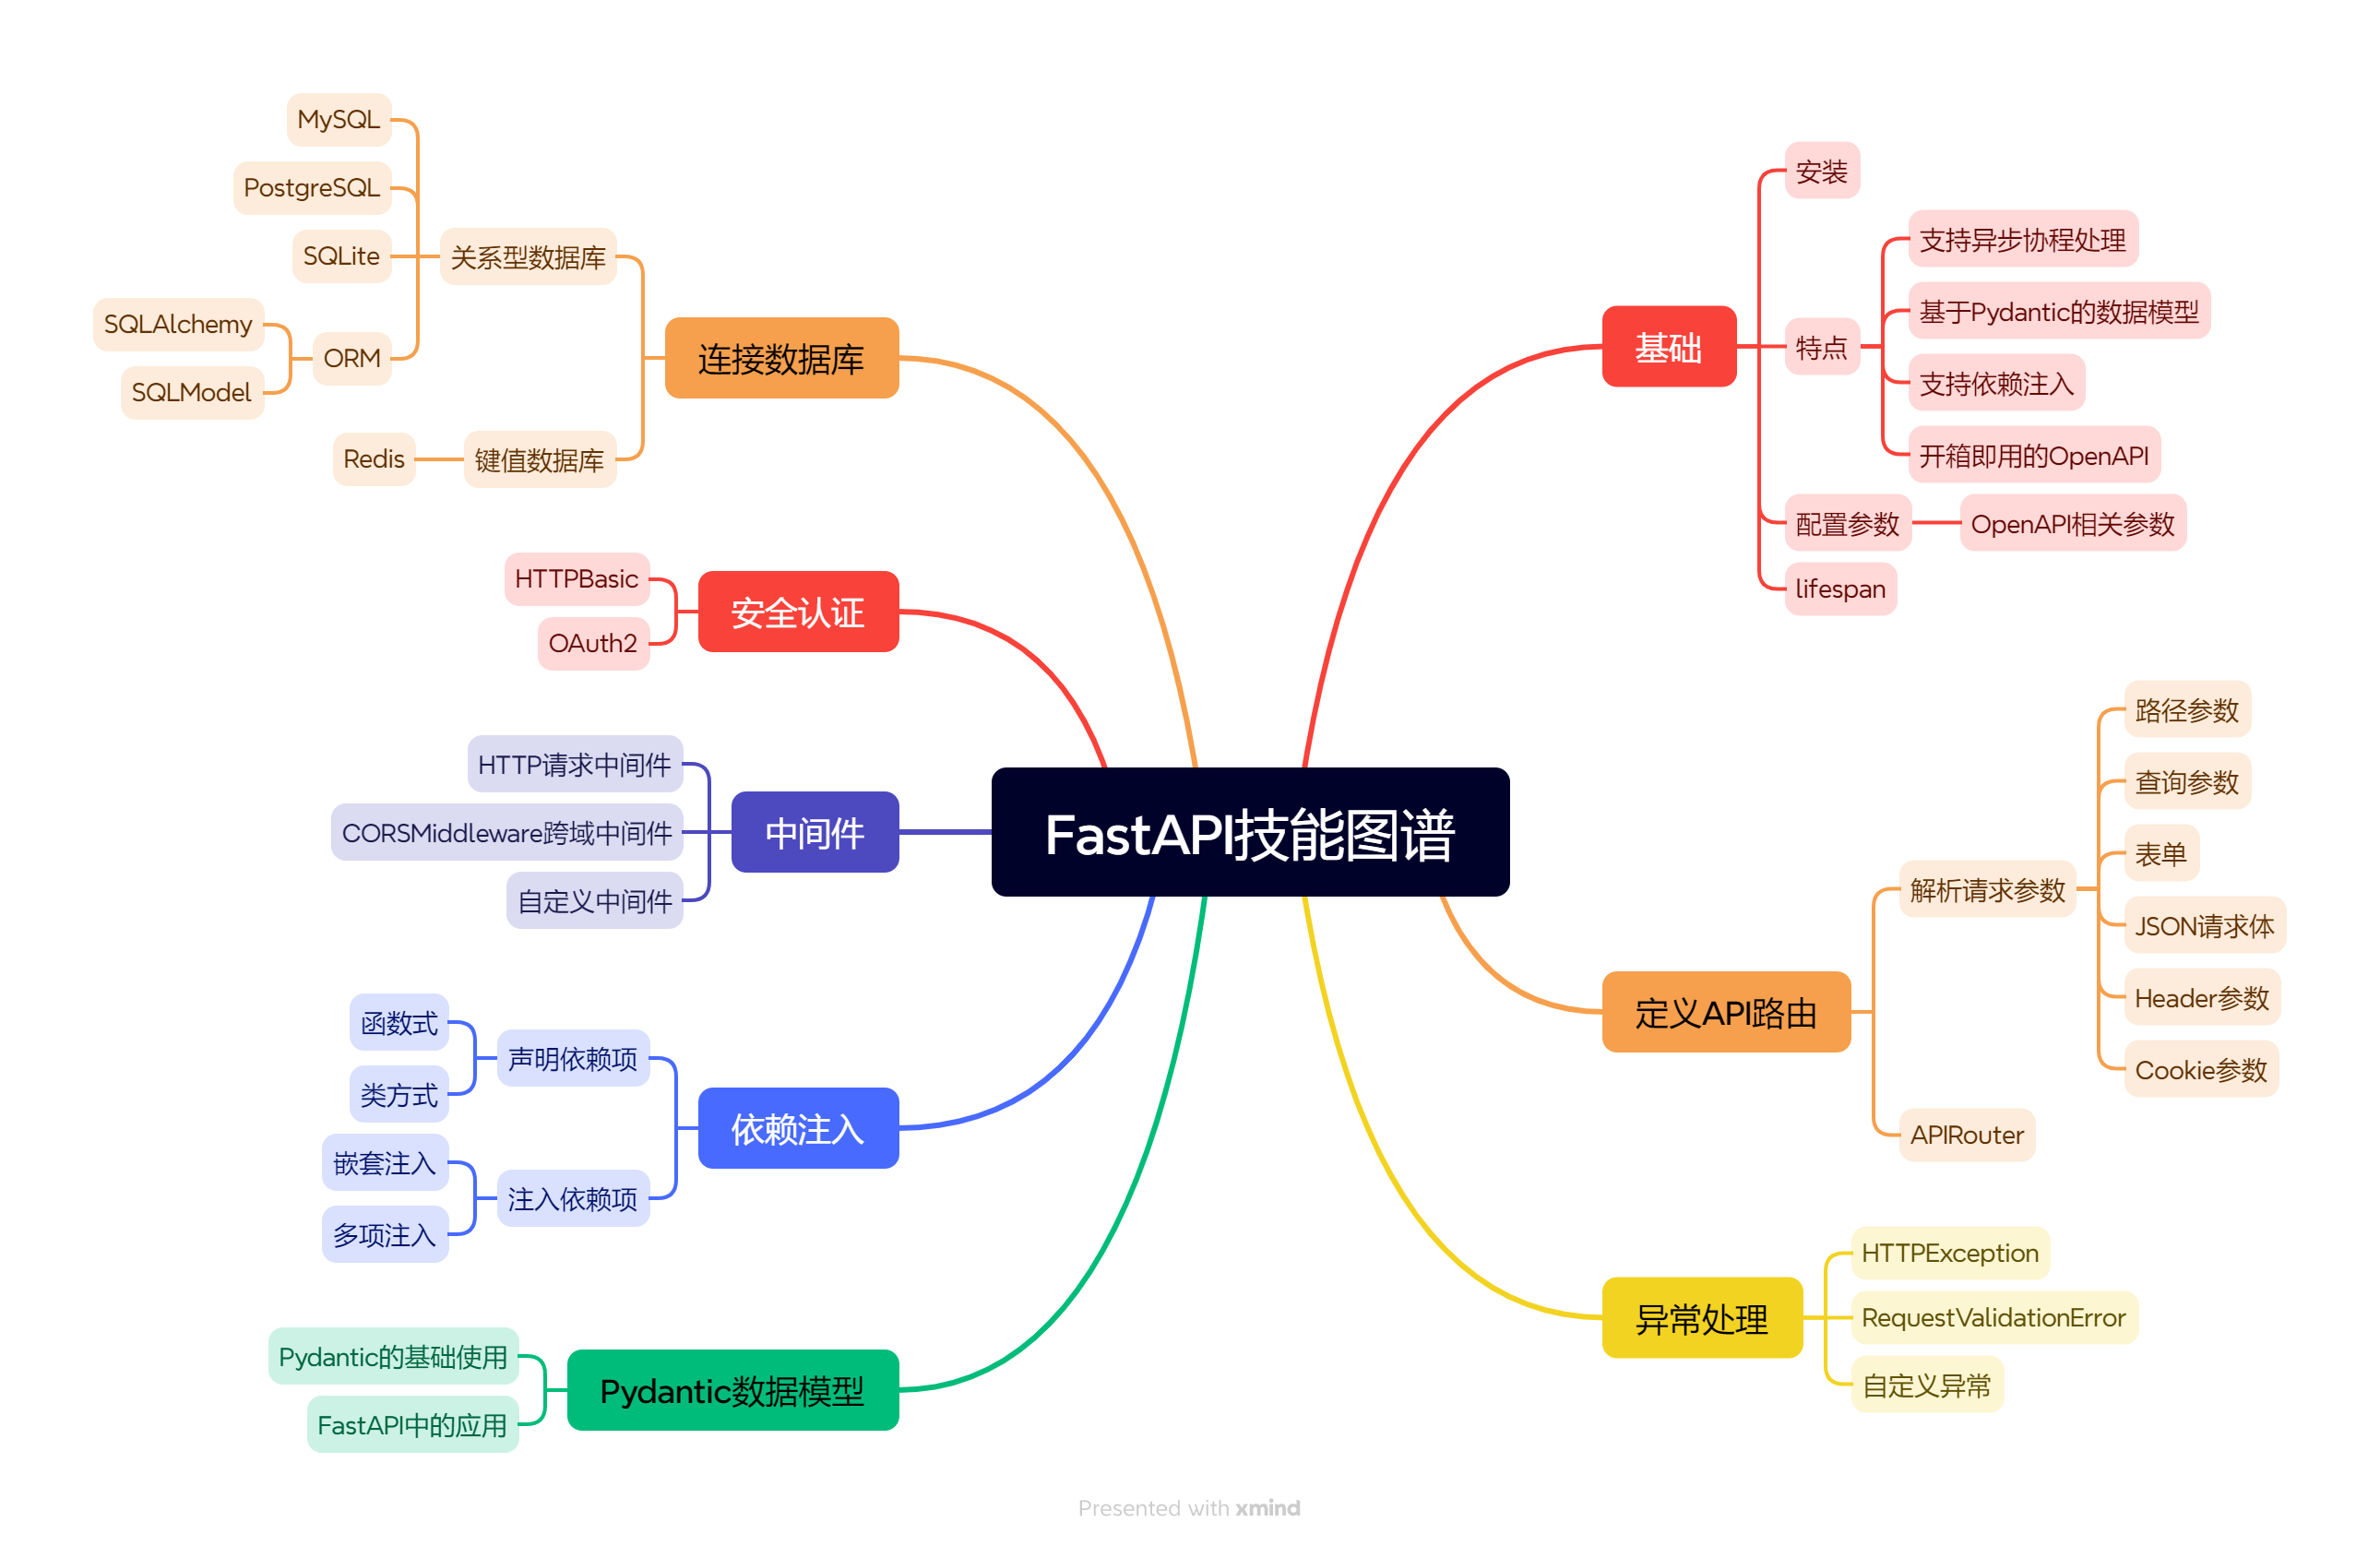 FastAPI技能图谱
基础
安装
特点
支持异步协程处理
基于Pydantic的数据模型
支持依赖注入
开箱即用的OpenAPI
配置参数
OpenAPI相关参数
lifespan
定义API路由
解析请求参数
路径参数
查询参数
表单
JSON请求体
Header参数
Cookie参数
APIRouter
异常处理
HTTPException
RequestValidationError
自定义异常
连接数据库
关系型数据库
MySQL
PostgreSQL
SQLite
ORM
SQLAlchemy
SQLModel
键值数据库
Redis
安全认证
HTTPBasic
OAuth2
中间件
HTTP请求中间件
CORSMiddleware跨域中间件
自定义中间件
依赖注入
声明依赖项
函数式
类方式
注入依赖项
嵌套注入
多项注入
Pydantic数据模型
Pydantic的基础使用
FastAPI中的应用
Presented with xmind